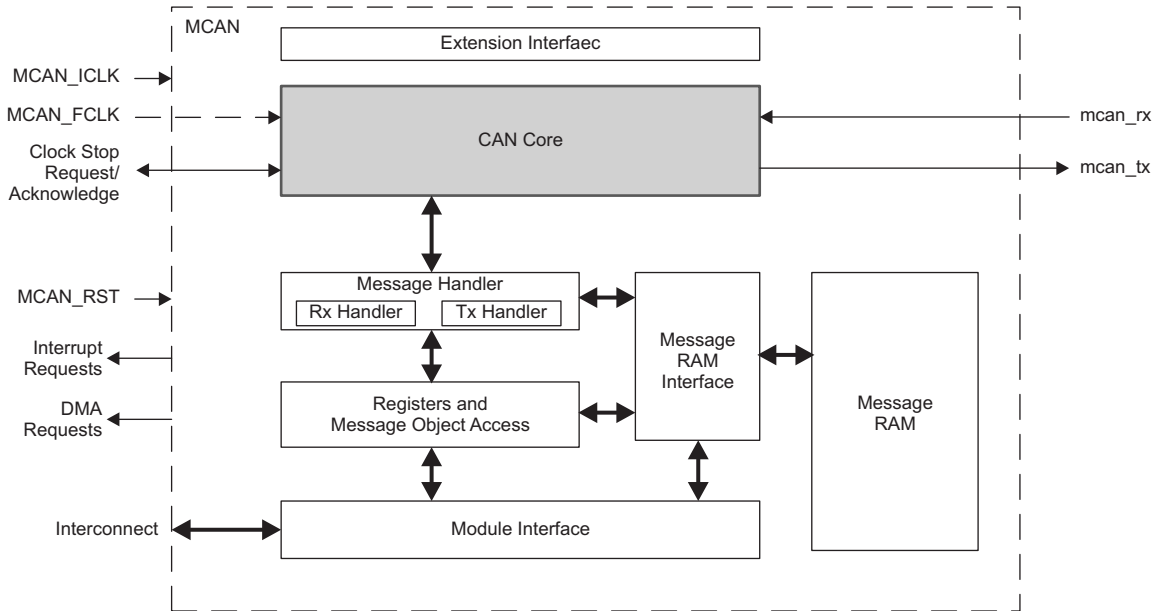 MCAN
Extension Interfaec
MCAN_ICLK
MCAN_FCLK
CAN Core
mcan_rx
Clock Stop
Request/
Acknowledge
mcan_tx
Message Handler
Rx Handler
Tx Handler
MCAN_RST
Interrupt
Requests
Message
RAM
Interface
DMA
Requests
Registers and
Message Object Access
Message
RAM
Interconnect
Module Interface